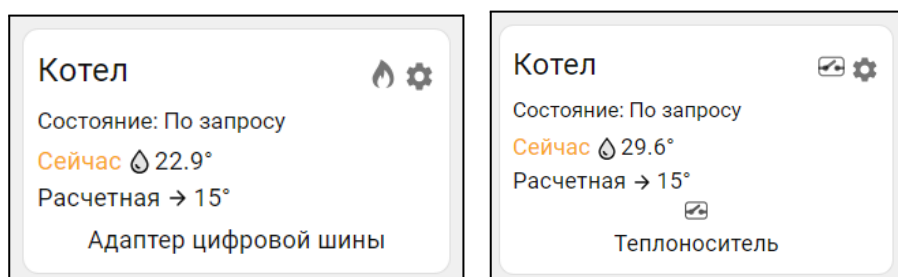 Котел
Состояние: По запросу
Сейчас 22.9°
Расчетная → 15°
Адаптер цифровой шины
Котел
Состояние: По запросу
Сейчас 29.6°
Расчетная → 15°
Теплоноситель